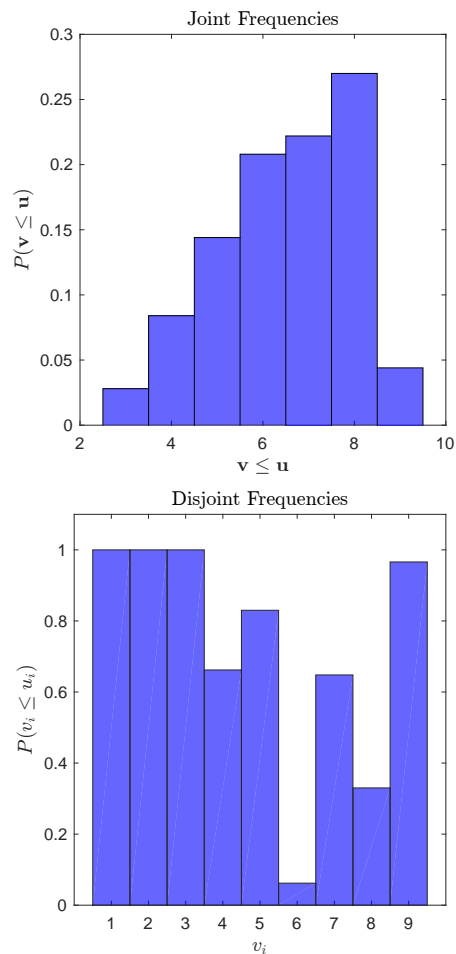 Joint Frequencies
0.3
0.25
0.2
0.15
0.1
0.05
0
P(v ≤ u)
2 4 6 8 10
v ≤ u
Disjoint Frequencies
1
0.8
0.6
0.4
0.2
0
P(v_i ≤ u_i)
1 2 3 4 5 6 7 8 9
v_i